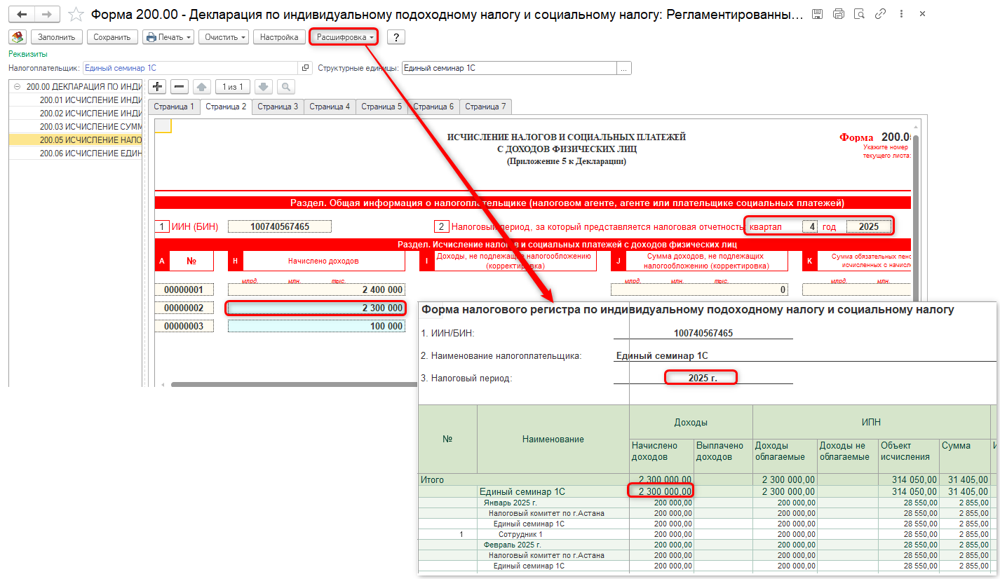 Форма 200.00 - Декларация по индивидуальному подоходному налогу и социальному налогу: Регламентированны...
Заполнить Сохранить Печать Очистить Настройка Расшифровка ?
Реквизиты
Налогоплательщик: Единый семинар 1С Структурные единицы: Единый семинар 1С ...
200.00 ДЕКЛАРАЦИЯ ПО ИНДИ
200.01 ИСЧИСЛЕНИЕ ИНДИ
200.02 ИСЧИСЛЕНИЕ ИНДИ
200.03 ИСЧИСЛЕНИЕ СУММ
200.05 ИСЧИСЛЕНИЕ НАЛО
200.06 ИСЧИСЛЕНИЕ ЕДИН
1 из 1
Страница 1 Страница 2 Страница 3 Страница 4 Страница 5 Страница 6 Страница 7
ИСЧИСЛЕНИЕ НАЛОГОВ И СОЦИАЛЬНЫХ ПЛАТЕЖЕЙ
С ДОХОДОВ ФИЗИЧЕСКИХ ЛИЦ
(Приложение 5 к Декларации)
Форма 200.05
Укажите номер
текущего листа:
Раздел. Общая информация о налогоплательщике (налоговом агенте, агенте или плательщике социальных платежей)
1 ИИН (БИН) 100740567465 2 Налоговый период, за который представляется налоговая отчетность: квартал 4 год 2025
Раздел. Исчисление налогов и социальных платежей с доходов физических лиц
A № H Начислено доходов I Доходы, не подлежащие налогообложению (корректировка) J Сумма доходов, не подлежащих налогообложению (корректировка) K Сумма обязательных пенс исчисленных с начисле
млрд. млн. тыс. млрд. млн. тыс. млрд. млн.
00000001 2 400 000 0
00000002 2 300 000
00000003 100 000
Форма налогового регистра по индивидуальному подоходному налогу и социальному налогу
1. ИИН/БИН: 100740567465
2. Наименование налогоплательщика: Единый семинар 1С
3. Налоговый период: 2025 г.
№ Наименование Доходы ИПН
Начислено доходов Выплачено доходов Доходы облагаемые Доходы не облагаемые Объект исчисления Сумма
Итого 2 300 000,00 2 300 000,00 314 050,00 31 405,00
Единый семинар 1С 2 300 000,00 2 300 000,00 314 050,00 31 405,00
Январь 2025 г. 200 000,00 200 000,00 28 550,00 2 855,00
Налоговый комитет по г.Астана 200 000,00 200 000,00 28 550,00 2 855,00
Единый семинар 1С 200 000,00 200 000,00 28 550,00 2 855,00
1 Сотрудник 1 200 000,00 200 000,00 28 550,00 2 855,00
Февраль 2025 г. 200 000,00 200 000,00 28 550,00 2 855,00
Налоговый комитет по г.Астана 200 000,00 200 000,00 28 550,00 2 855,00
Единый семинар 1С 200 000,00 200 000,00 28 550,00 2 855,00